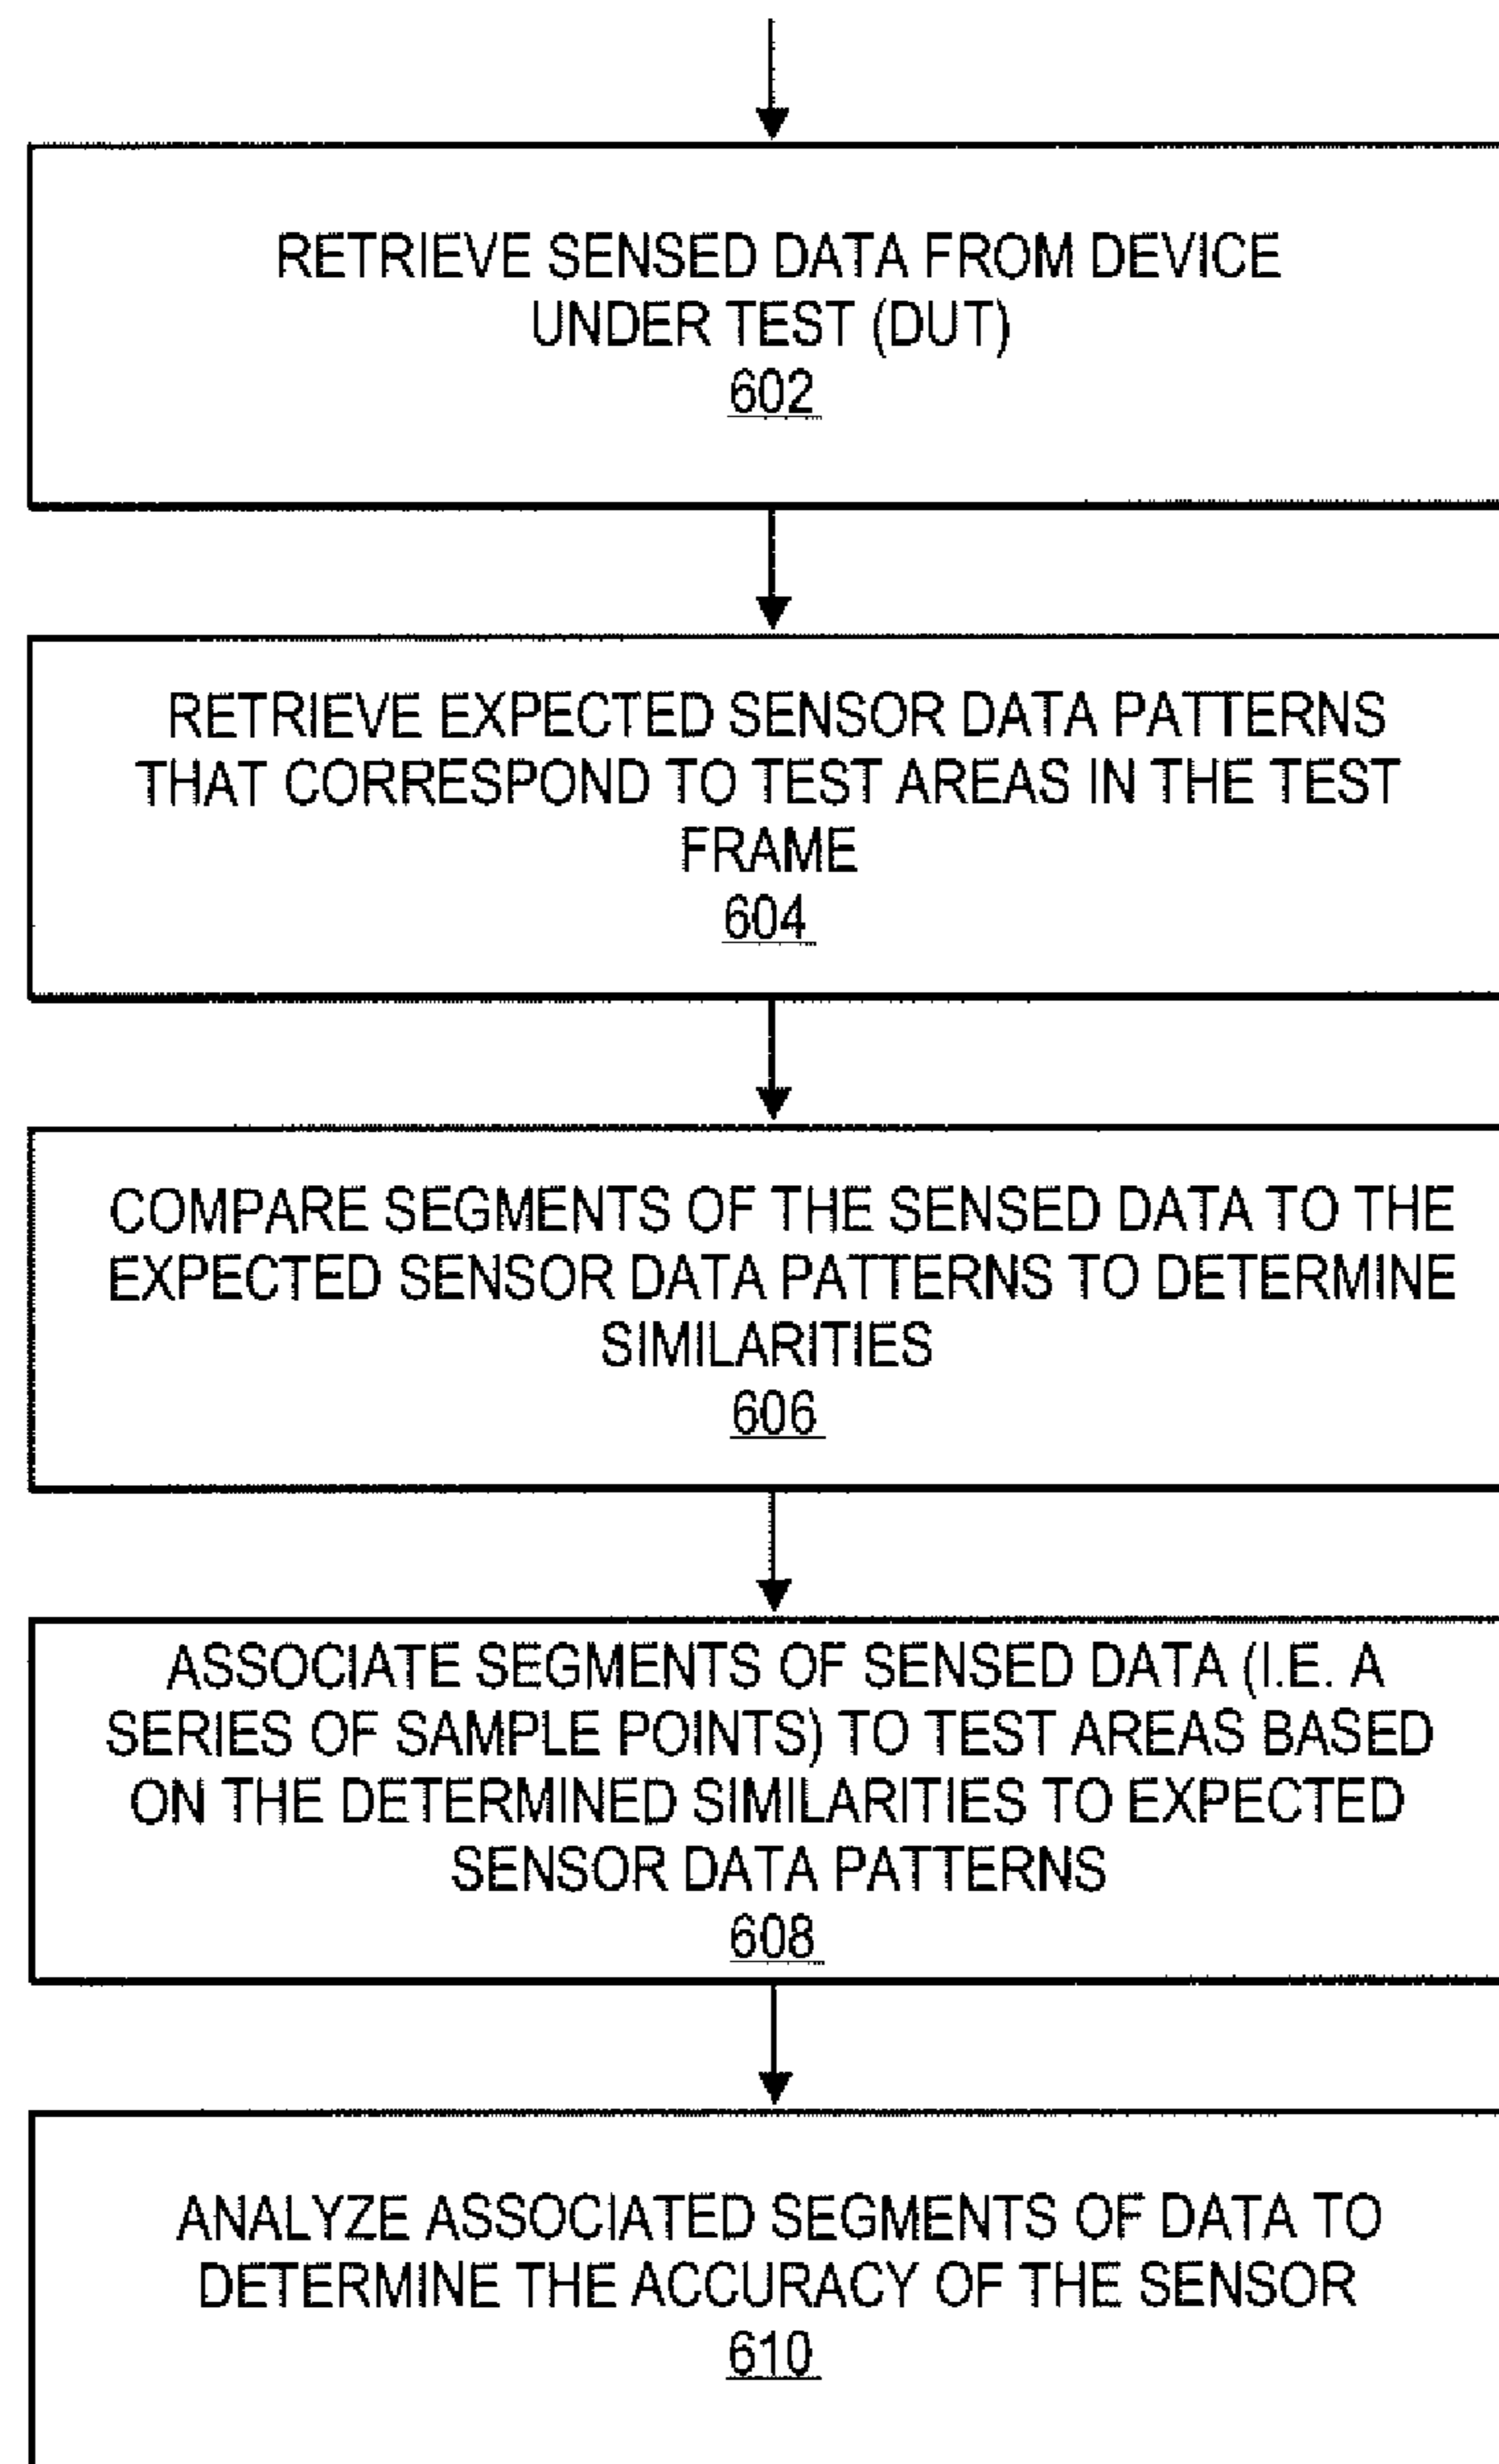 RETRIEVE SENSED DATA FROM DEVICE
UNDER TEST (DUT)
602
RETRIEVE EXPECTED SENSOR DATA PATTERNS
THAT CORRESPOND TO TEST AREAS IN THE TEST
FRAME
604
COMPARE SEGMENTS OF THE SENSED DATA TO THE
EXPECTED SENSOR DATA PATTERNS TO DETERMINE
SIMILARITIES
606
ASSOCIATE SEGMENTS OF SENSED DATA (I.E. A
SERIES OF SAMPLE POINTS) TO TEST AREAS BASED
ON THE DETERMINED SIMILARITIES TO EXPECTED
SENSOR DATA PATTERNS
608
ANALYZE ASSOCIATED SEGMENTS OF DATA TO
DETERMINE THE ACCURACY OF THE SENSOR
610